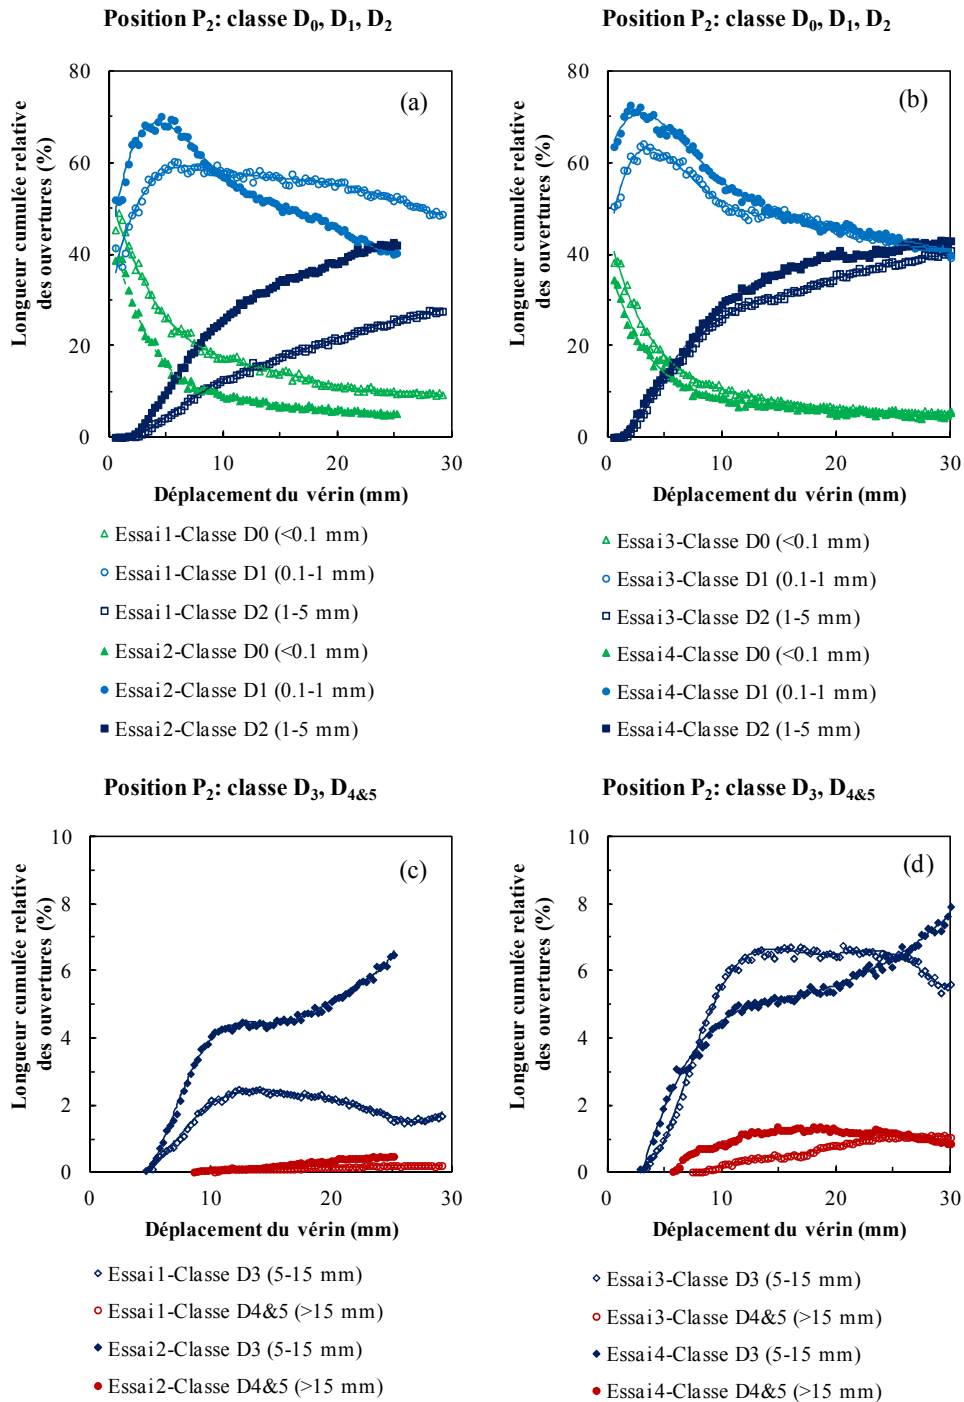 Position P₂: classe D₀, D₁, D₂
Longueur cumulée relative
des ouvertures (%)
80
60
40
20
0
(a)
0 10 20 30
Déplacement du vérin (mm)
Essai1-Classe D0 (<0.1 mm)
Essai1-Classe D1 (0.1-1 mm)
Essai1-Classe D2 (1-5 mm)
Essai2-Classe D0 (<0.1 mm)
Essai2-Classe D1 (0.1-1 mm)
Essai2-Classe D2 (1-5 mm)
Position P₂: classe D₀, D₁, D₂
Longueur cumulée relative
des ouvertures (%)
80
60
40
20
0
(b)
0 10 20 30
Déplacement du vérin (mm)
Essai3-Classe D0 (<0.1 mm)
Essai3-Classe D1 (0.1-1 mm)
Essai3-Classe D2 (1-5 mm)
Essai4-Classe D0 (<0.1 mm)
Essai4-Classe D1 (0.1-1 mm)
Essai4-Classe D2 (1-5 mm)
Position P₂: classe D₃, D₄&₅
Longueur cumulée relative
des ouvertures (%)
10
8
6
4
2
0
(c)
0 10 20 30
Déplacement du vérin (mm)
Essai1-Classe D3 (5-15 mm)
Essai1-Classe D4&5 (>15 mm)
Essai2-Classe D3 (5-15 mm)
Essai2-Classe D4&5 (>15 mm)
Position P₂: classe D₃, D₄&₅
Longueur cumulée relative
des ouvertures (%)
10
8
6
4
2
0
(d)
0 10 20 30
Déplacement du vérin (mm)
Essai3-Classe D3 (5-15 mm)
Essai3-Classe D4&5 (>15 mm)
Essai4-Classe D3 (5-15 mm)
Essai4-Classe D4&5 (>15 mm)